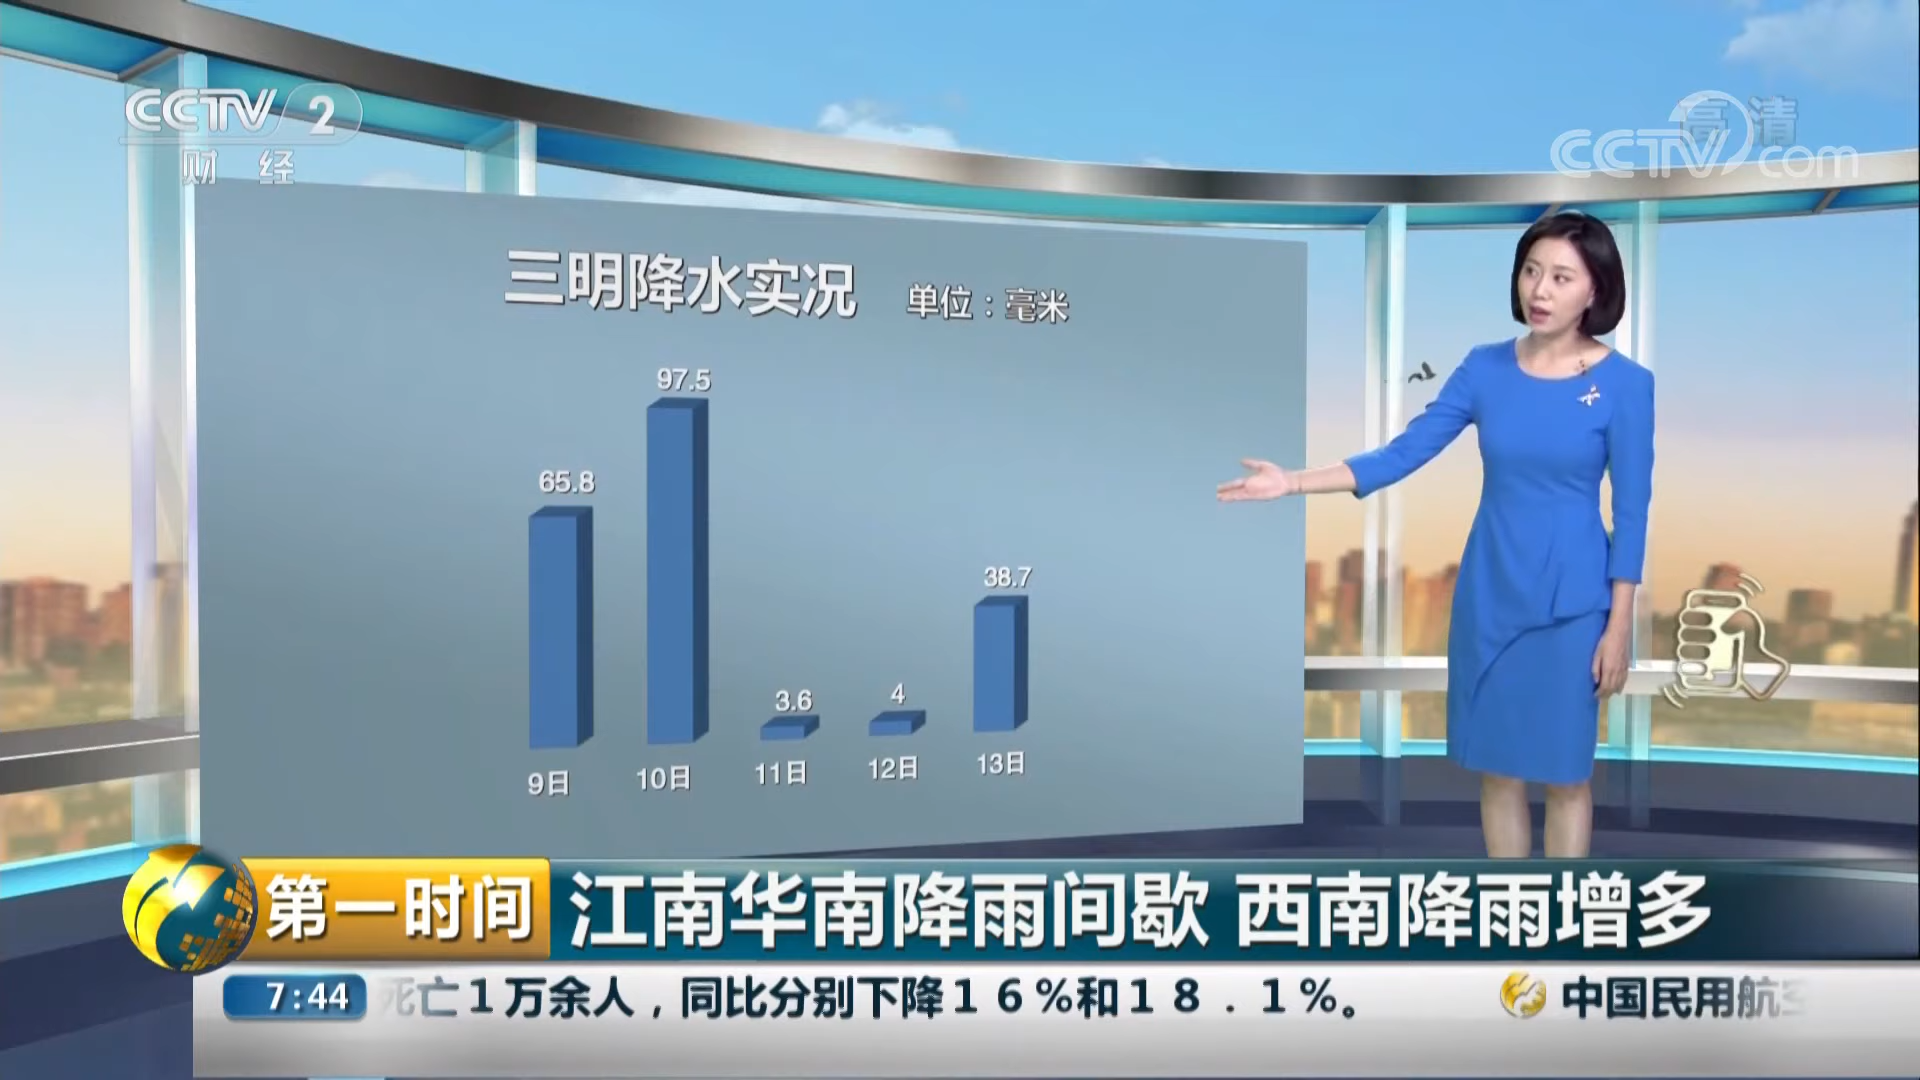 CCTV 2
财 经
高清
CCTV com
三明降水实况 单位：毫米
97.5
65.8
38.7
3.6
4
9日 10日 11日 12日 13日
第一时间 江南华南降雨间歇 西南降雨增多
7:44 死亡１万余人，同比分别下降１６%和１８．１%。 中国民用航空